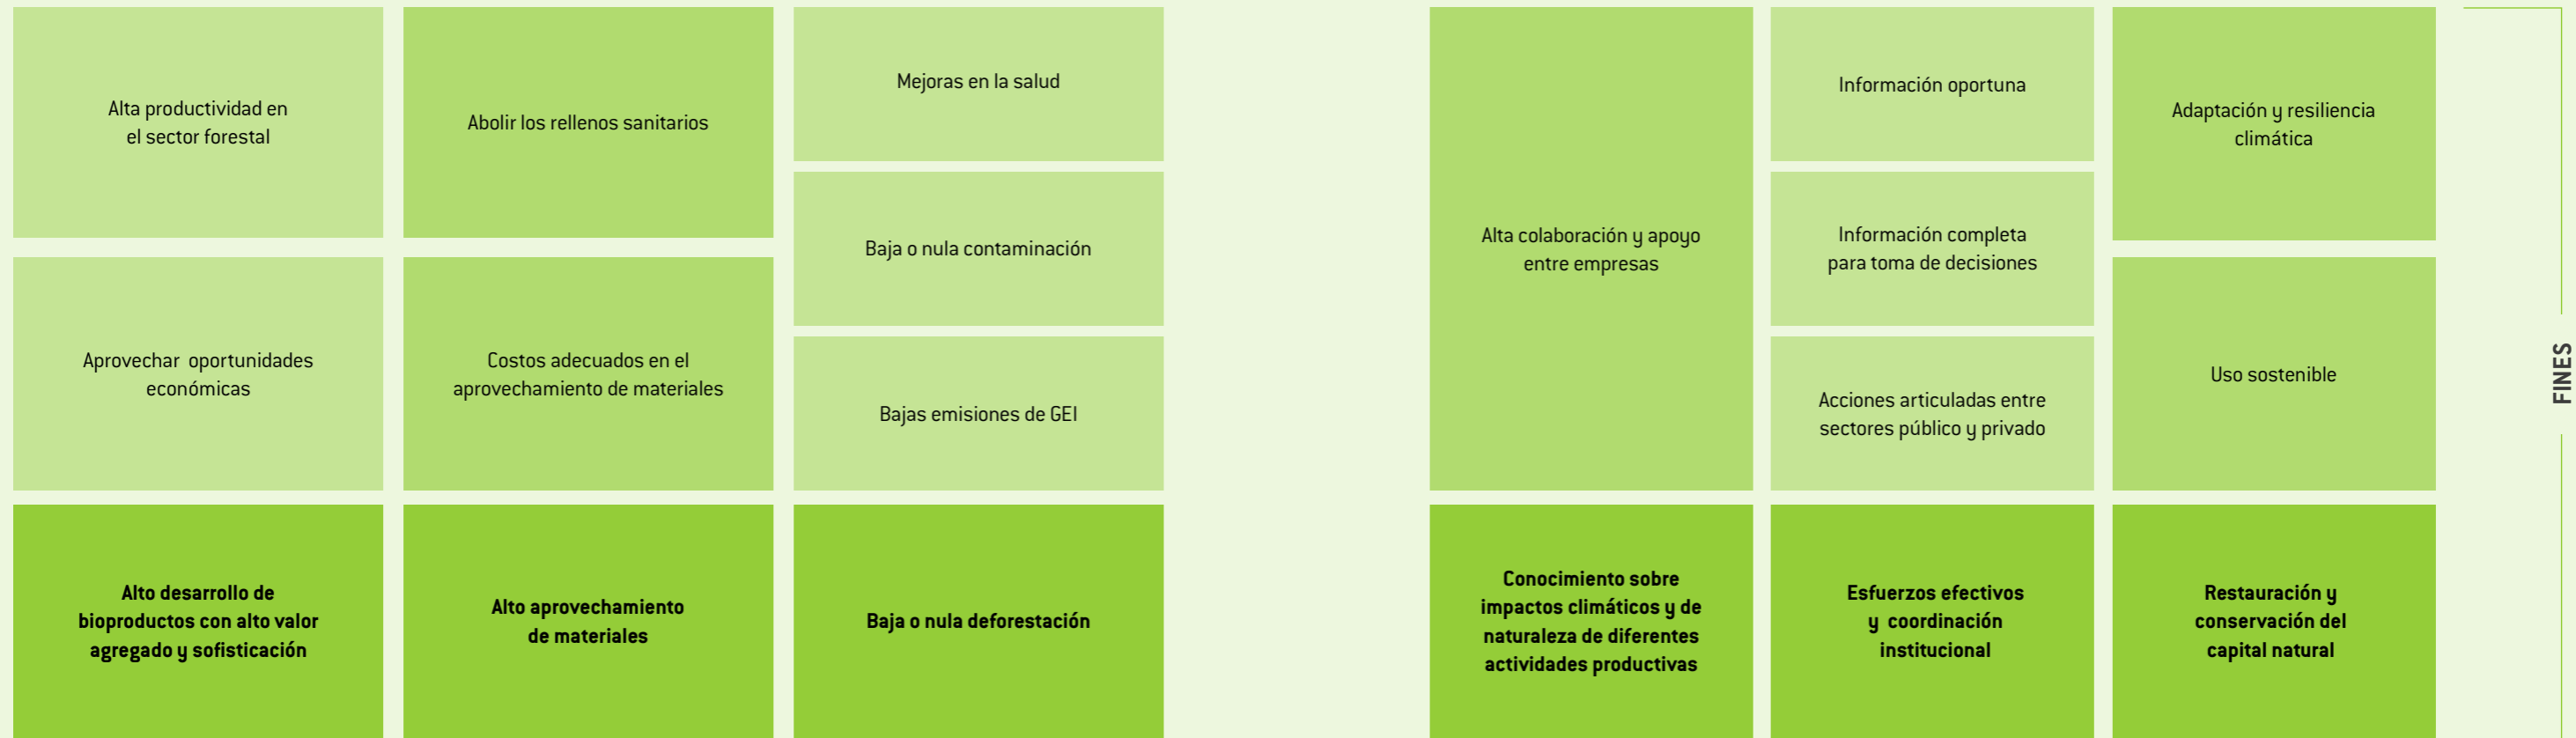 Alta productividad en
el sector forestal
Aprovechar  oportunidades
económicas
Alto desarrollo de
bioproductos con alto valor
agregado y sofisticación
Abolir los rellenos sanitarios
Costos adecuados en el
aprovechamiento de materiales
Alto aprovechamiento
de materiales
Mejoras en la salud
Baja o nula contaminación
Bajas emisiones de GEI
Baja o nula deforestación
Alta colaboración y apoyo
entre empresas
Conocimiento sobre
impactos climáticos y de
naturaleza de diferentes
actividades productivas
Información oportuna
Información completa
para toma de decisiones
Acciones articuladas entre
sectores público y privado
Esfuerzos efectivos
y  coordinación
institucional
Adaptación y resiliencia
climática
Uso sostenible
Restauración y
conservación del
capital natural
FINES